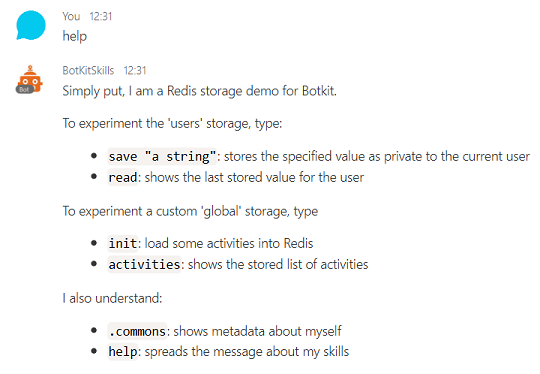 You 12:31
help
BotKitSkills 12:31
Bot
Simply put, I am a Redis storage demo for Botkit.
To experiment the 'users' storage, type:
• save "a string": stores the specified value as private to the current user
• read: shows the last stored value for the user
To experiment a custom 'global' storage, type
• init: load some activities into Redis
• activities: shows the stored list of activities
I also understand:
• .commons: shows metadata about myself
• help: spreads the message about my skills